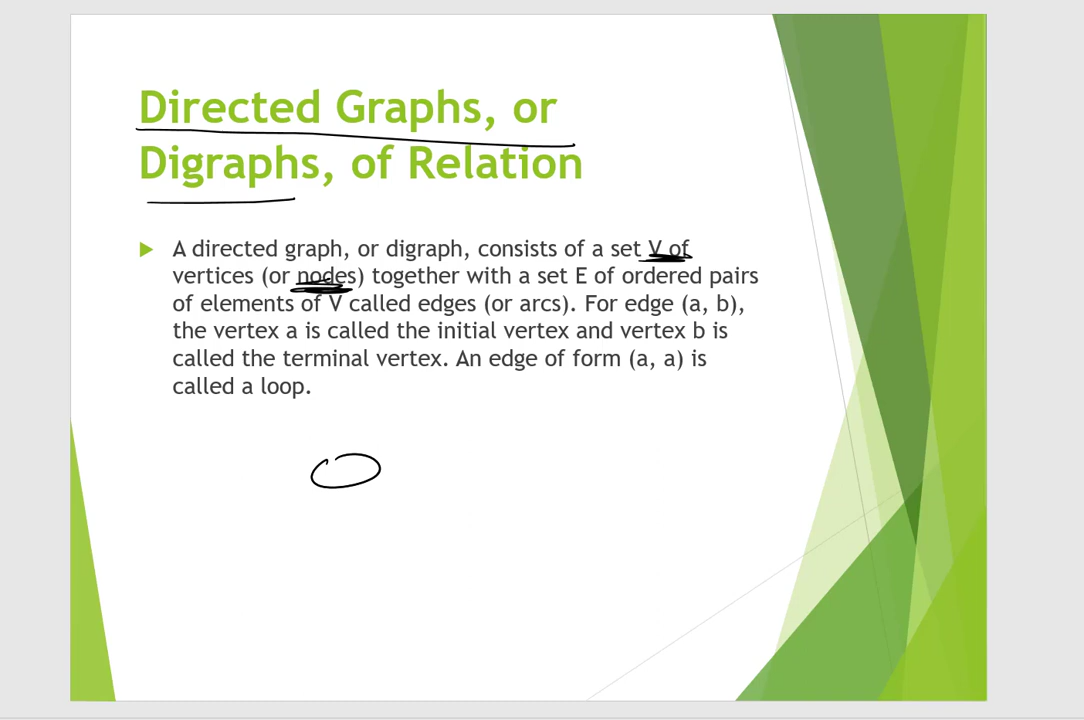 Directed Graphs, or
Digraphs, of Relation
A directed graph, or digraph, consists of a set V of
vertices (or nodes) together with a set E of ordered pairs
of elements of V called edges (or arcs). For edge (a, b),
the vertex a is called the initial vertex and vertex b is
called the terminal vertex. An edge of form (a, a) is
called a loop.